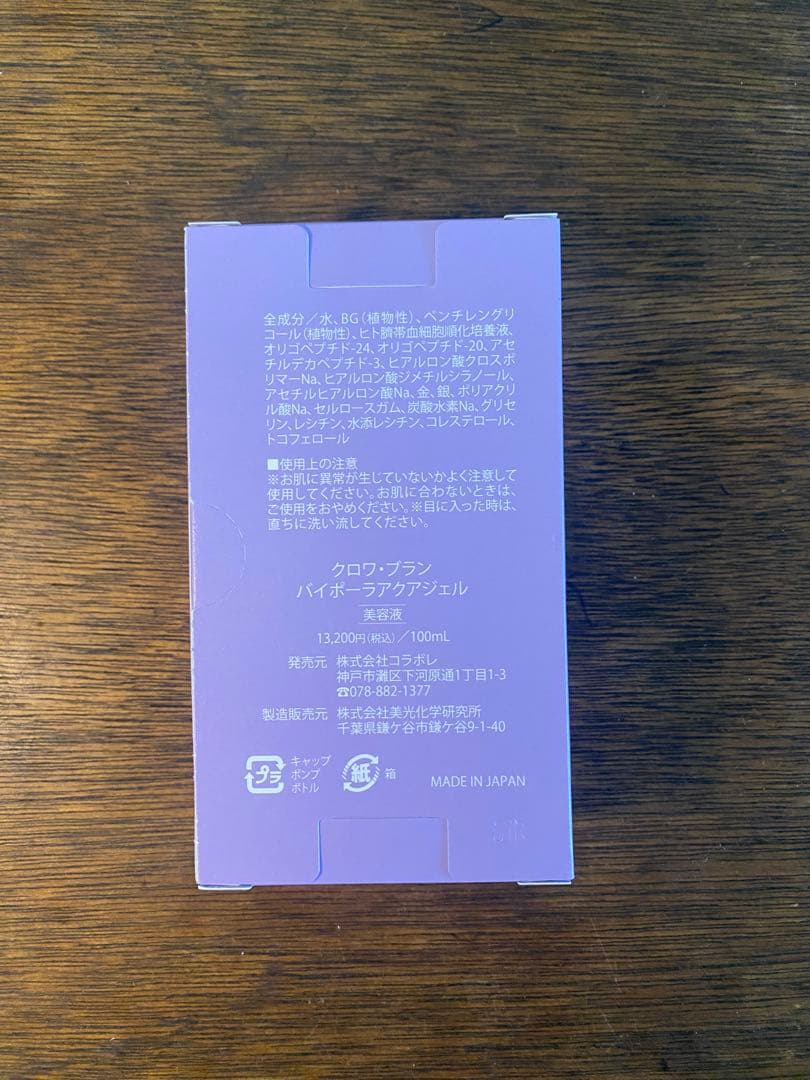 全成分／水、BG（植物性）、ペンチレングリ
コール（植物性）、ヒト臍帯血細胞順化培養液、
オリゴペプチド-24、オリゴペプチド-20、アセ
チルデカペプチド-3、ヒアルロン酸クロスポ
リマーNa、ヒアルロン酸ジメチルシラノール、
アセチルヒアルロン酸Na、金、銀、ポリアクリ
ル酸Na、セルロースガム、炭酸水素Na、グリセ
リン、レシチン、水添レシチン、コレステロール、
トコフェロール
■使用上の注意
※お肌に異常が生じていないかよく注意して
使用してください。お肌に合わないときは、
ご使用をおやめください。※目に入った時は、
直ちに洗い流してください。
クロワ・ブラン
バイポーラアクアジェル
美容液
13,200円（税込）／100mL
発売元 株式会社コラボレ
神戸市灘区下河原通1丁目1-3
☎078-882-1377
製造販売元 株式会社美光化学研究所
千葉県鎌ケ谷市鎌ケ谷9-1-40
プラ キャップ
ポンプ
ボトル
紙 箱
MADE IN JAPAN